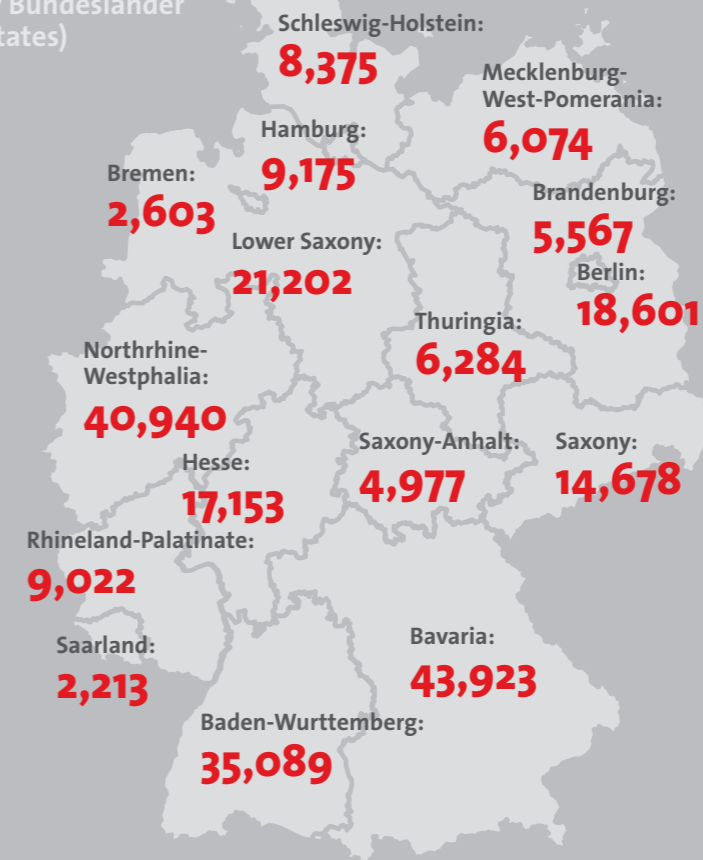 Bundesländer
tates)
Schleswig-Holstein:
8,375
Mecklenburg-
West-Pomerania:
6,074
Hamburg:
9,175
Bremen:
2,603
Brandenburg:
5,567
Lower Saxony:
21,202
Berlin:
18,601
Thuringia:
6,284
Northrhine-
Westphalia:
40,940
Saxony-Anhalt:
4,977
Saxony:
14,678
Hesse:
17,153
Rhineland-Palatinate:
9,022
Saarland:
2,213
Bavaria:
43,923
Baden-Wurttemberg:
35,089